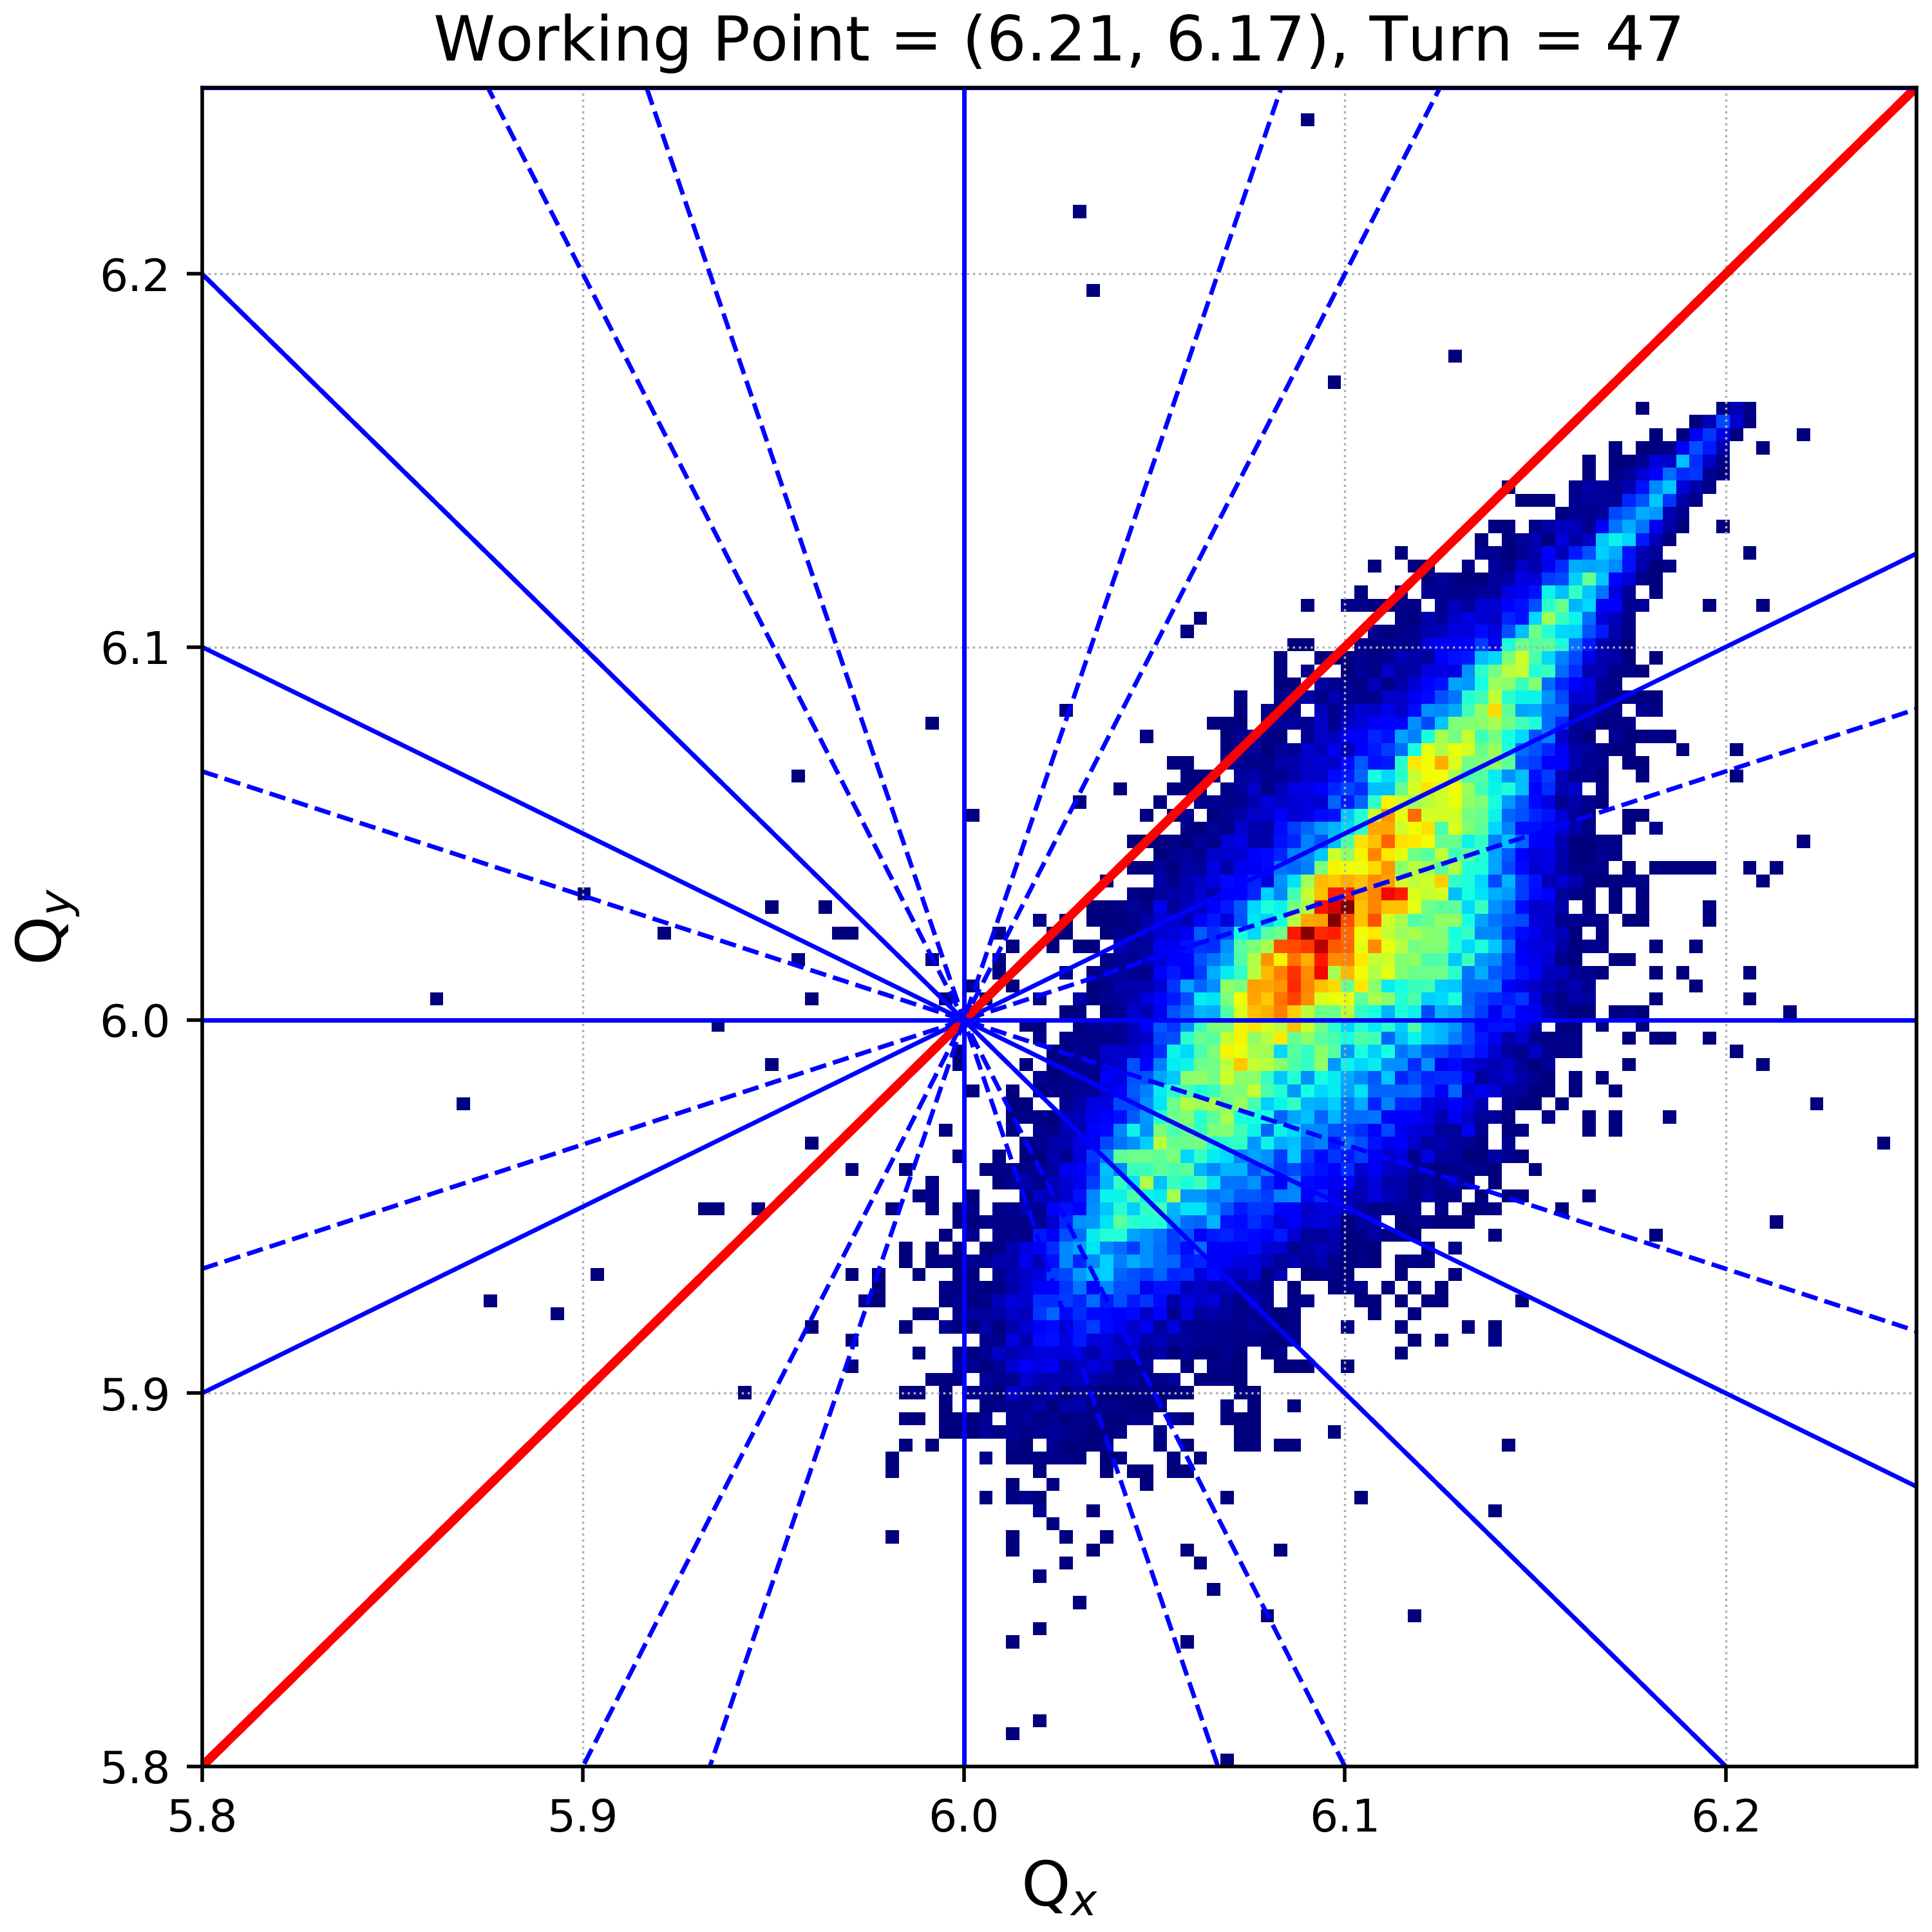 Working Point = (6.21, 6.17), Turn = 47
6.2
6.1
6.0
5.9
5.8
Qy
5.8 5.9 6.0 6.1 6.2
Qx